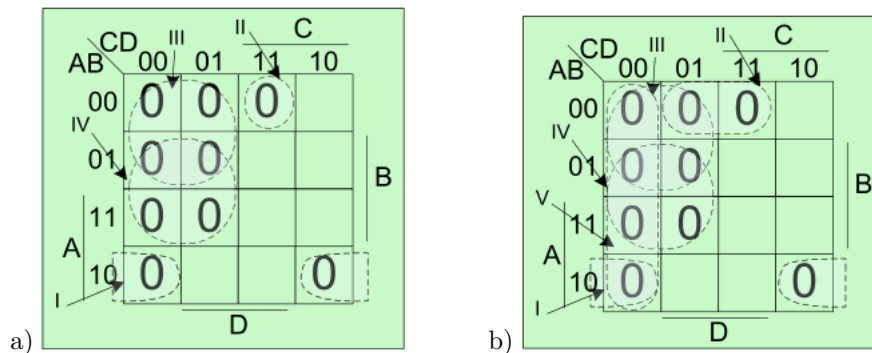 III II C
CD 00 01 11 10
AB
00 0 0 0
IV
01 0 0
B
11 0 0
A
10 0 0
I
D
a)
II C
CD III
00 01 11 10
AB
00 0 0 0
IV
01 0 0
B
V
11 0 0
A
10 0 0
I
D
b)